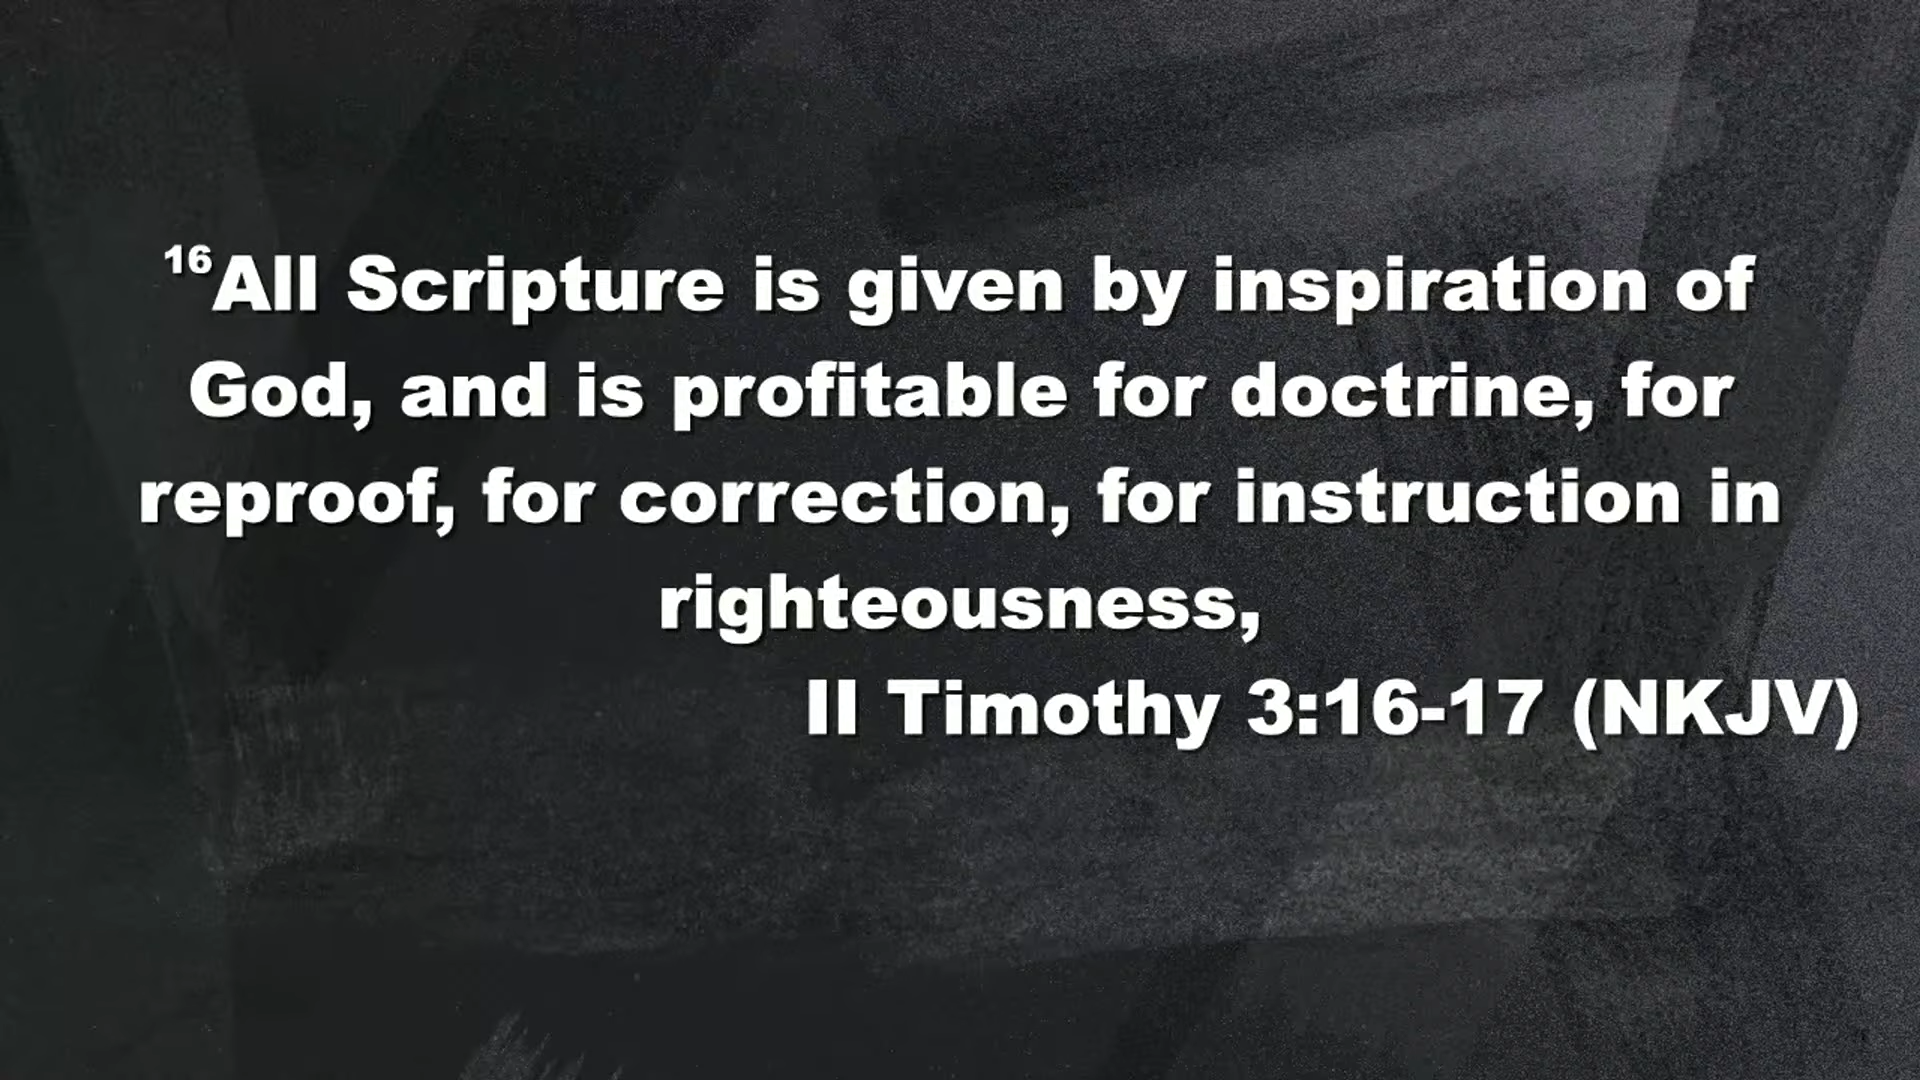 16All Scripture is given by inspiration of
God, and is profitable for doctrine, for
reproof, for correction, for instruction in
righteousness,
II Timothy 3:16-17 (NKJV)